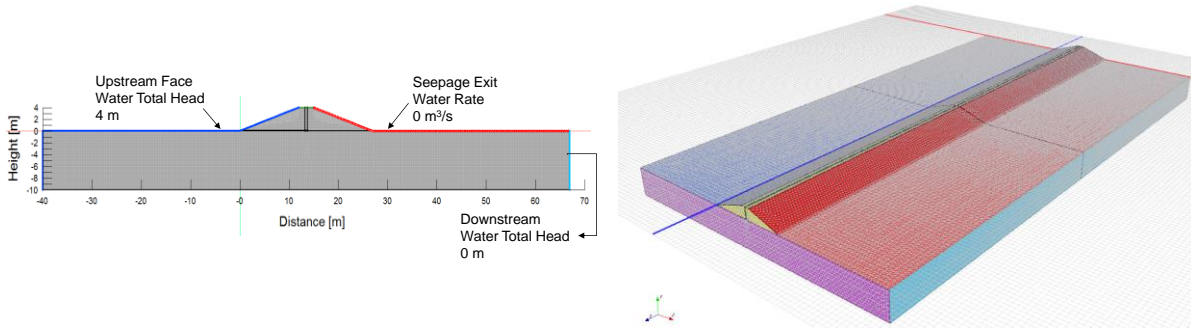 Upstream Face
Water Total Head
4 m
Seepage Exit
Water Rate
0 m³/s
Height [m]
4
2
0
-2
-4
-6
-8
-10
-40
-30
-20
-10
-0
10
20
30
40
50
60
70
Distance [m]
Downstream
Water Total Head
0 m